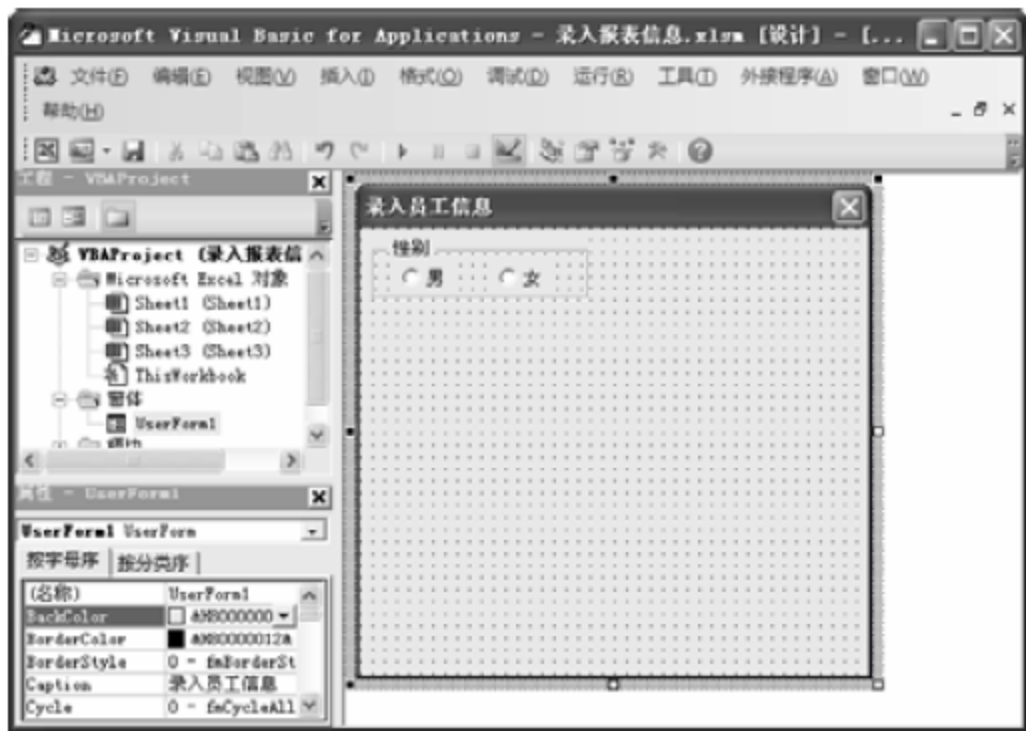 Microsoft Visual Basic for Applications - 录入报表信息.xlsm [设计] - [...
文件(F) 编辑(E) 视图(V) 插入(I) 格式(O) 调试(D) 运行(R) 工具(T) 外接程序(A) 窗口(W)
帮助(H)
工程 - VBAProject
VBAProject (录入报表信
Microsoft Excel 对象
Sheet1 (Sheet1)
Sheet2 (Sheet2)
Sheet3 (Sheet3)
ThisWorkbook
窗体
UserForm1
模块
属性 - UserForm1
UserForm1 UserForm
按字母序 按分类序
(名称) UserForm1
BackColor &H8000000
BorderColor &H80000012&
BorderStyle 0 - fmBorderSt
Caption 录入员工信息
Cycle 0 - fmCycleAll
录入员工信息
性别
男 女